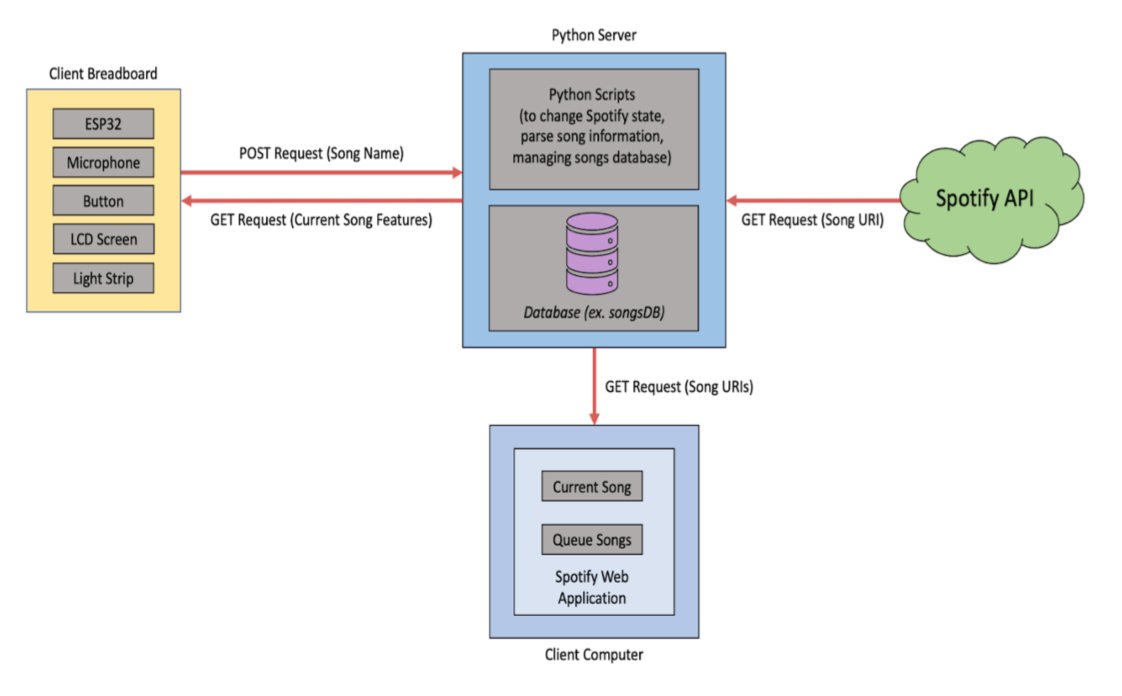 Python Server
Client Breadboard
ESP32
Microphone
Button
LCD Screen
Light Strip
POST Request (Song Name)
GET Request (Current Song Features)
Python Scripts
(to change Spotify state,
parse song information,
managing songs database)
Database (ex. songsDB)
GET Request (Song URI)
Spotify API
GET Request (Song URIs)
Current Song
Queue Songs
Spotify Web
Application
Client Computer